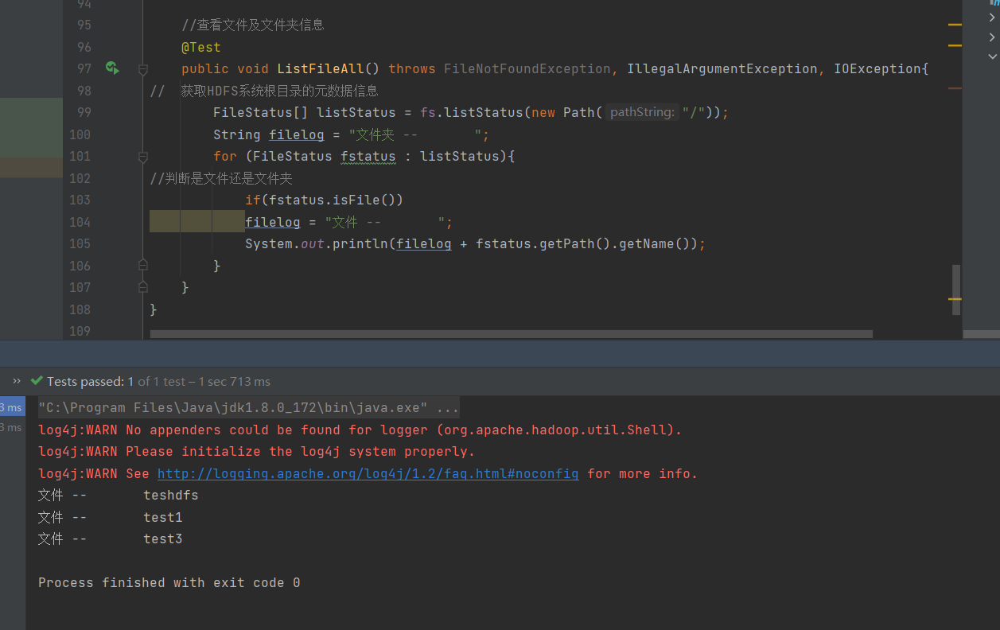 94
95 //查看文件及文件夹信息
96 @Test
97 public void ListFileAll() throws FileNotFoundException, IllegalArgumentException, IOException{
98 // 获取HDFS系统根目录的元数据信息
99 FileStatus[] listStatus = fs.listStatus(new Path( pathString: "/"));
100 String filelog = "文件夹 --       ";
101 for (FileStatus fstatus : listStatus){
102 //判断是文件还是文件夹
103 if(fstatus.isFile())
104 filelog = "文件 --       ";
105 System.out.println(filelog + fstatus.getPath().getName());
106 }
107 }
108 }
109
» Tests passed: 1 of 1 test – 1 sec 713 ms
3 ms "C:\Program Files\Java\jdk1.8.0_172\bin\java.exe" ...
3 ms
log4j:WARN No appenders could be found for logger (org.apache.hadoop.util.Shell).
log4j:WARN Please initialize the log4j system properly.
log4j:WARN See http://logging.apache.org/log4j/1.2/faq.html#noconfig for more info.
文件 --       teshdfs
文件 --       test1
文件 --       test3
Process finished with exit code 0